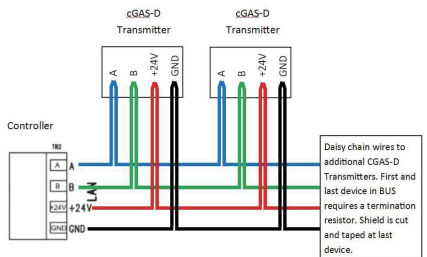 cGAS-D
Transmitter
cGAS-D
Transmitter
A
B
+24V
GND
A
B
+24V
GND
Controller
TB2
A
A
B
B
LAN
+24V
+24V
GND
GND
Daisy chain wires to
additional CGAS-D
Transmitters. First and
last device in BUS
requires a termination
resistor. Shield is cut
and taped at last
device.